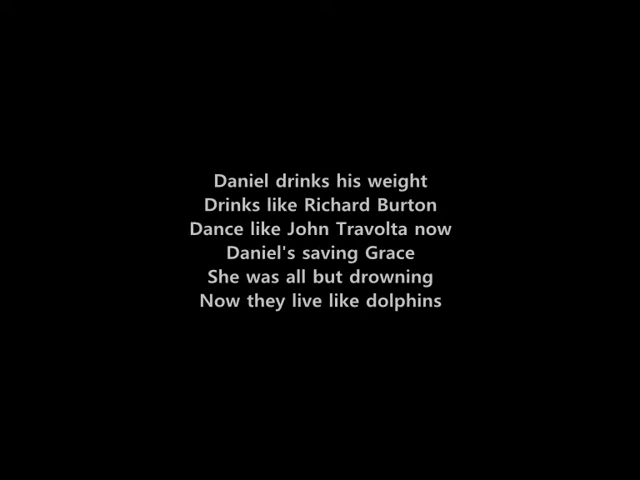 Daniel drinks his weight
Drinks like Richard Burton
Dance like John Travolta now
Daniel's saving Grace
She was all but drowning
Now they live like dolphins